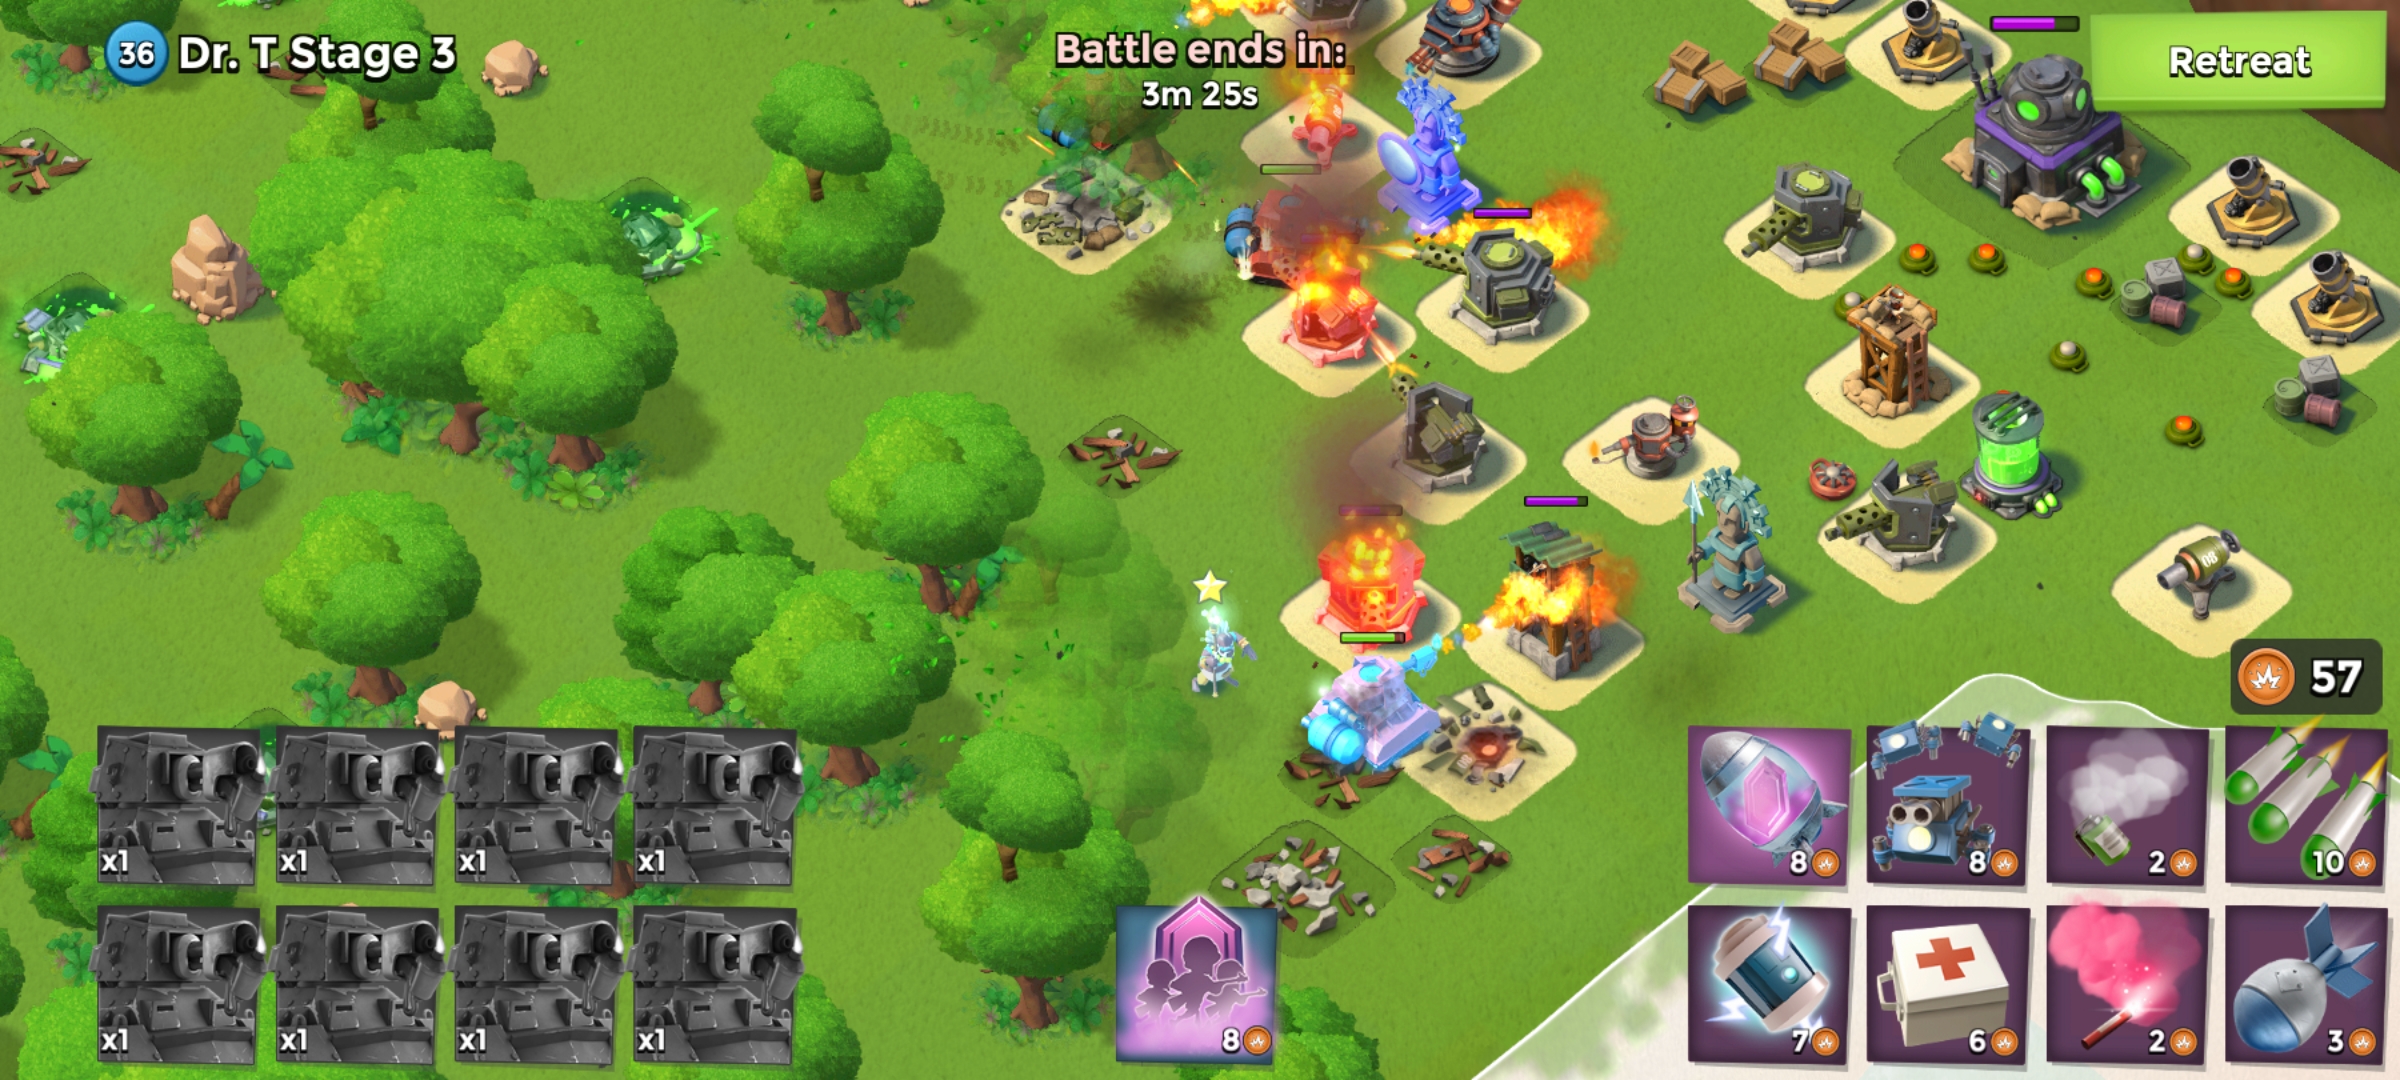 36 Dr. T Stage 3
Battle ends in:
3m 25s
Retreat
08
57
x1 x1 x1 x1
8 8 2 10
x1 x1 x1 x1
8
7 6 2 3